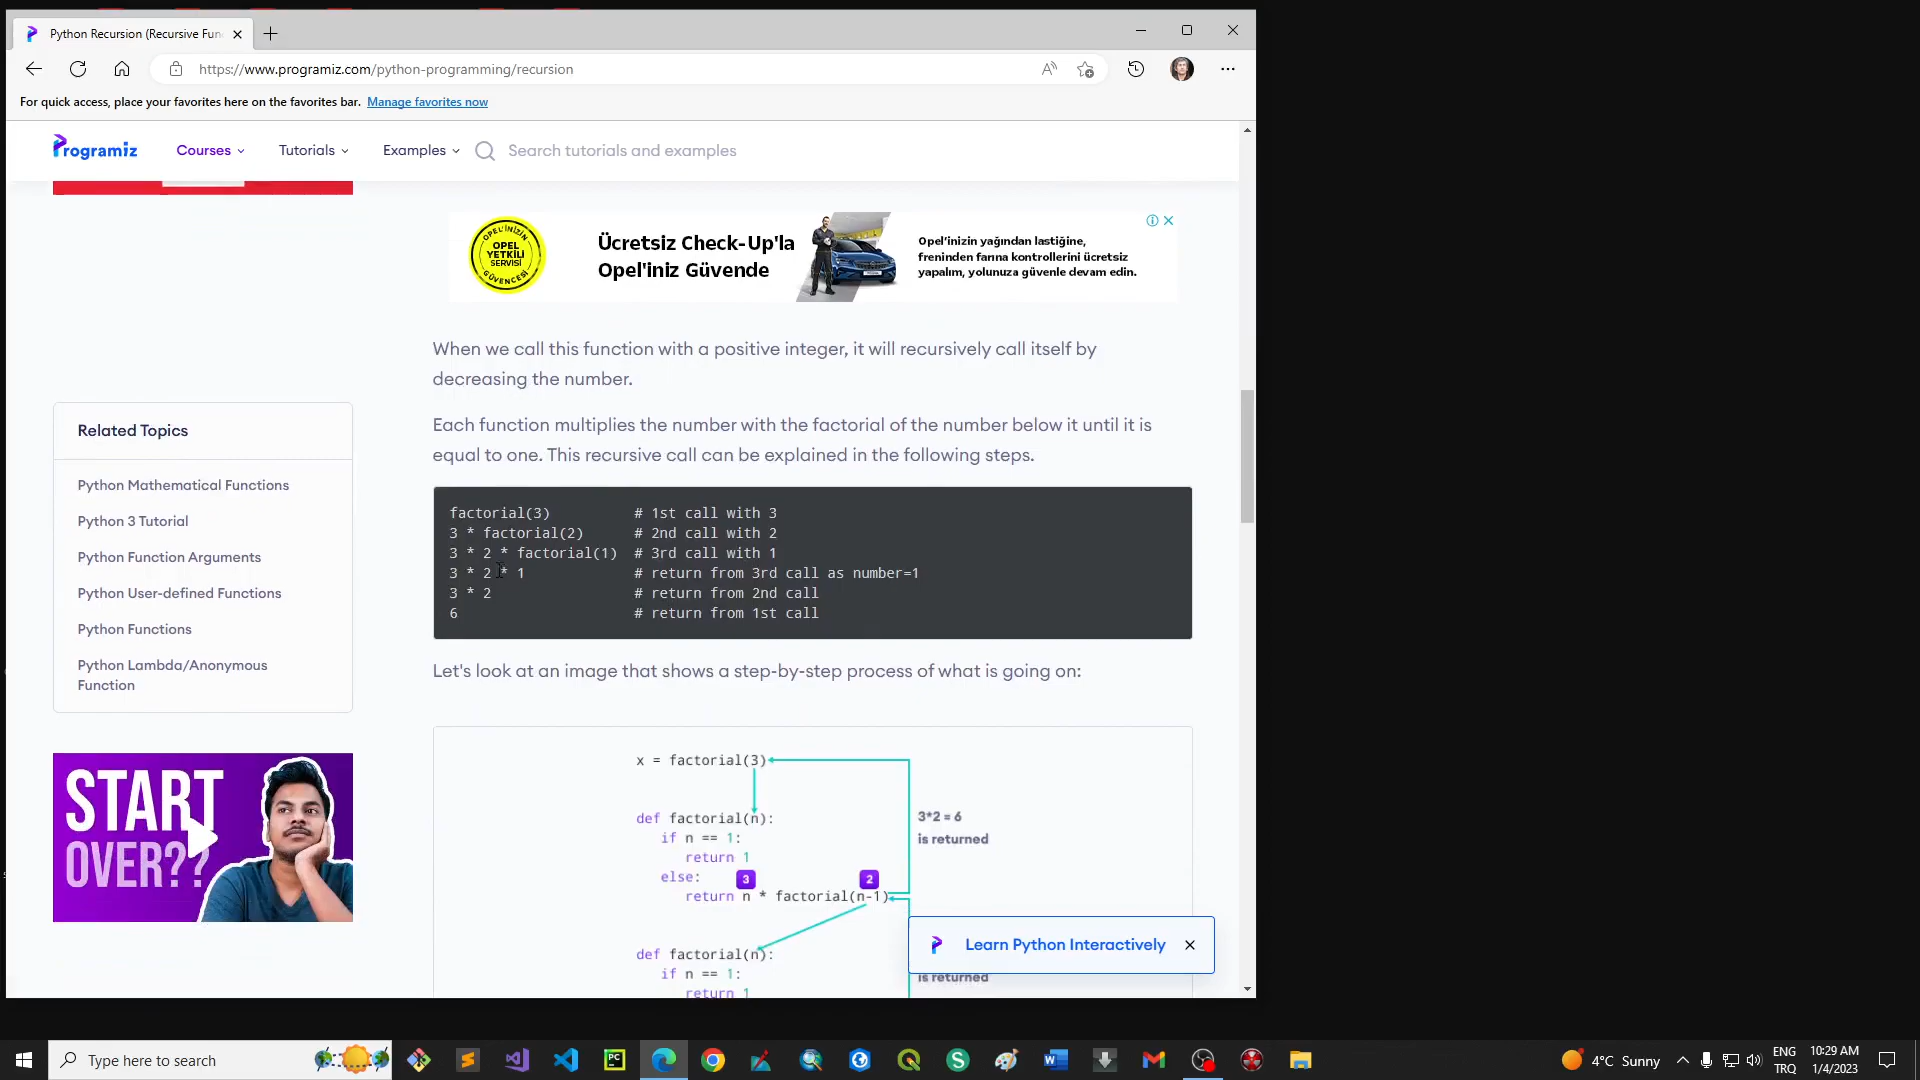 Python Recursion (Recursive Fun
https://www.programiz.com/python-programming/recursion
For quick access, place your favorites here on the favorites bar. Manage favorites now
Programiz
Courses
Tutorials
Examples
Search tutorials and examples
OPEL'İNİZİN
OPEL
YETKİLİ
SERVİSİ
GÜVENCESİ
Ücretsiz Check-Up'la
Opel'iniz Güvende
Opel'inizin yağından lastiğine,
freninden farına kontrollerini ücretsiz
yapalım, yolunuza güvenle devam edin.
When we call this function with a positive integer, it will recursively call itself by
decreasing the number.
Each function multiplies the number with the factorial of the number below it until it is
equal to one. This recursive call can be explained in the following steps.
Related Topics
Python Mathematical Functions
Python 3 Tutorial
Python Function Arguments
Python User-defined Functions
Python Functions
Python Lambda/Anonymous
Function
factorial(3) # 1st call with 3
3 * factorial(2) # 2nd call with 2
3 * 2 * factorial(1) # 3rd call with 1
3 * 2 * 1 # return from 3rd call as number=1
3 * 2 # return from 2nd call
6 # return from 1st call
Let's look at an image that shows a step-by-step process of what is going on:
START
OVER??
x = factorial(3)
def factorial(n):
if n == 1:
return 1
else:
3 2
return n * factorial(n-1)
3*2 = 6
is returned
def factorial(n):
if n == 1:
return 1
is returned
Learn Python Interactively
Type here to search
PC
4°C Sunny
ENG
TRQ
10:29 AM
1/4/2023